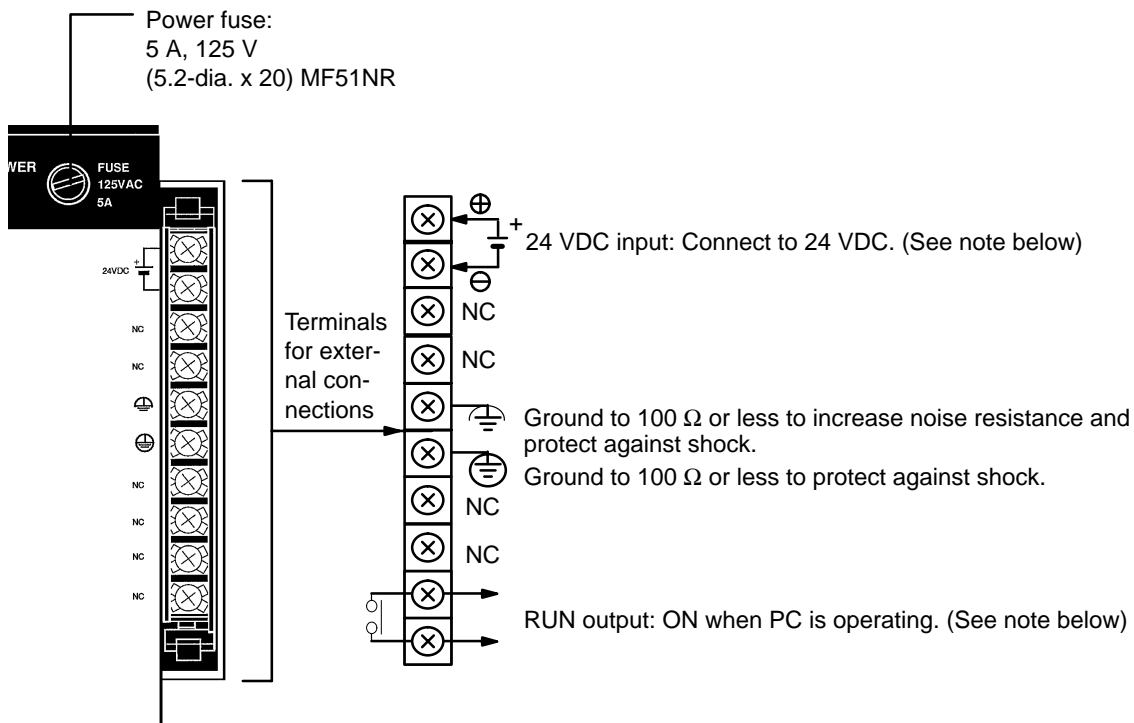 Power fuse:
5 A, 125 V
(5.2-dia. x 20) MF51NR
WER
FUSE
125VAC
5A
24VDC
+
NC
NC
NC
NC
NC
NC
Terminals
for exter-
nal con-
nections
+
24 VDC input: Connect to 24 VDC. (See note below)
NC
NC
Ground to 100 Ω or less to increase noise resistance and
protect against shock.
Ground to 100 Ω or less to protect against shock.
NC
NC
RUN output: ON when PC is operating. (See note below)